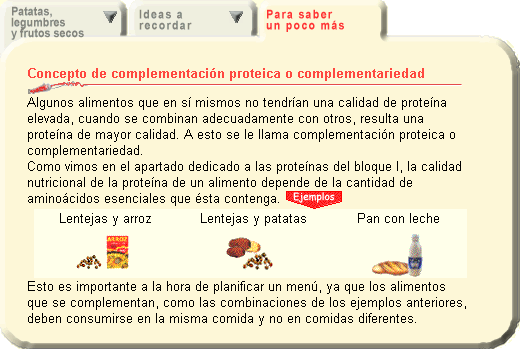 Patatas,
legumbres
y frutos secos
Ideas a
recordar
Para saber
un poco más
Concepto de complementación proteica o complementariedad
Algunos alimentos que en sí mismos no tendrían una calidad de proteína
elevada, cuando se combinan adecuadamente con otros, resulta una
proteína de mayor calidad. A esto se le llama complementación proteica o
complementariedad.
Como vimos en el apartado dedicado a las proteínas del bloque I, la calidad
nutricional de la proteína de un alimento depende de la cantidad de
aminoácidos esenciales que ésta contenga. Ejemplos
Lentejas y arroz Lentejas y patatas Pan con leche
ARROZ
Esto es importante a la hora de planificar un menú, ya que los alimentos
que se complementan, como las combinaciones de los ejemplos anteriores,
deben consumirse en la misma comida y no en comidas diferentes.